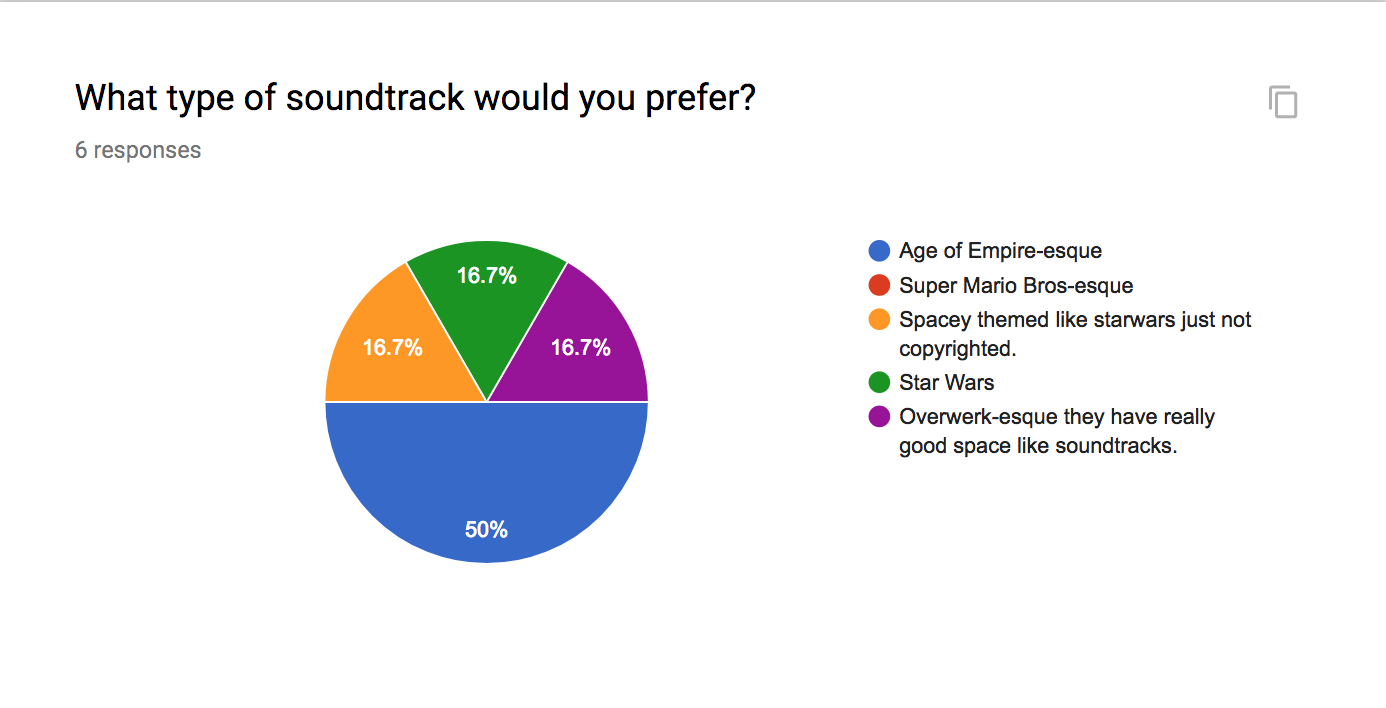 What type of soundtrack would you prefer?
6 responses
16.7%
16.7%
16.7%
50%
Age of Empire-esque
Super Mario Bros-esque
Spacey themed like starwars just not
copyrighted.
Star Wars
Overwerk-esque they have really
good space like soundtracks.